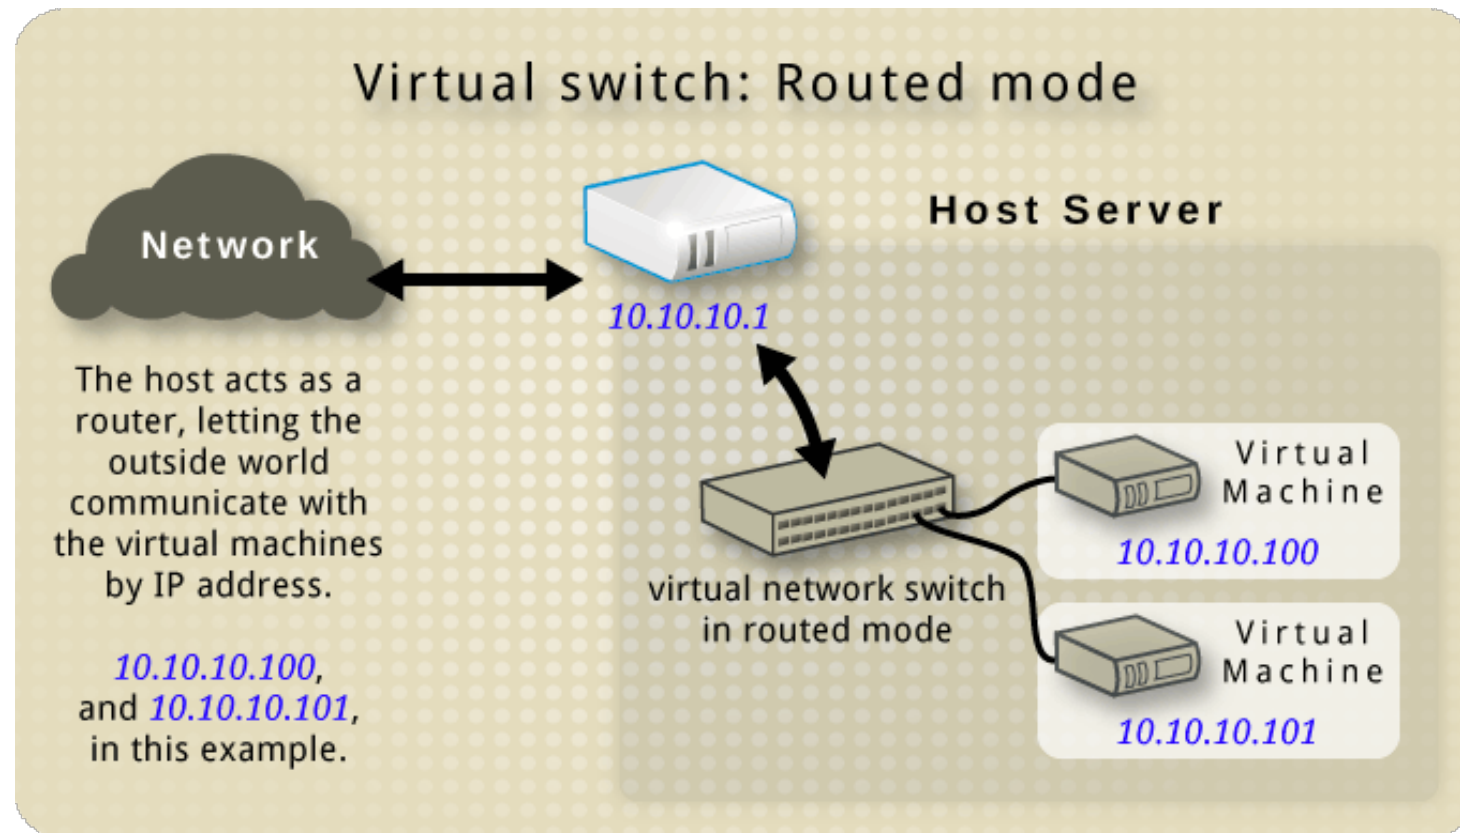 Virtual switch: Routed mode
Network
Host Server
10.10.10.1
The host acts as a
router, letting the
outside world
communicate with
the virtual machines
by IP address.
10.10.10.100,
and 10.10.10.101,
in this example.
virtual network switch
in routed mode
Virtual
Machine
10.10.10.100
Virtual
Machine
10.10.10.101